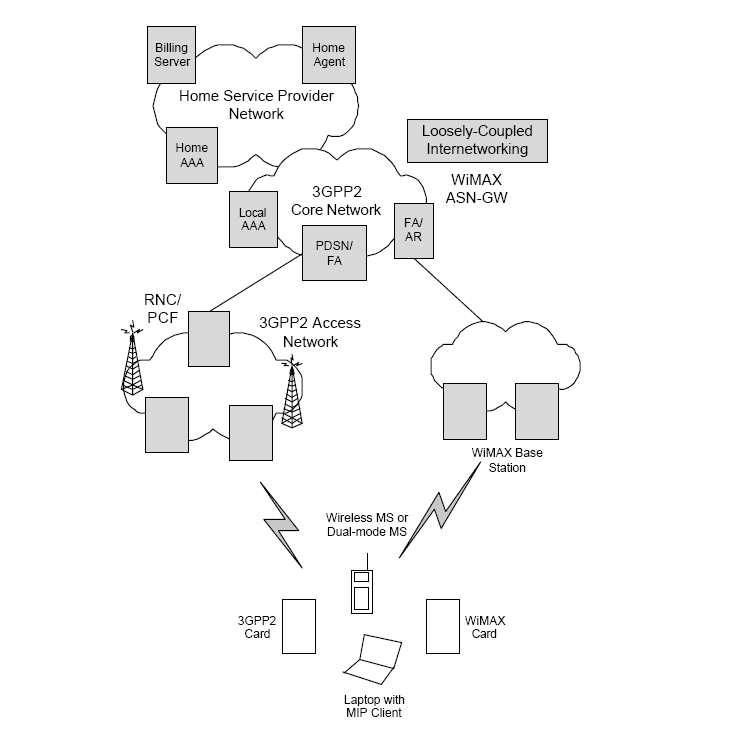 Billing
Server
Home
Agent
Home Service Provider
Network
Home
AAA
Loosely-Coupled
Internetworking
WiMAX
ASN-GW
3GPP2
Core Network
Local
AAA
PDSN/
FA
FA/
AR
RNC/
PCF
3GPP2 Access
Network
WiMAX Base
Station
Wireless MS or
Dual-mode MS
3GPP2
Card
WiMAX
Card
Laptop with
MIP Client